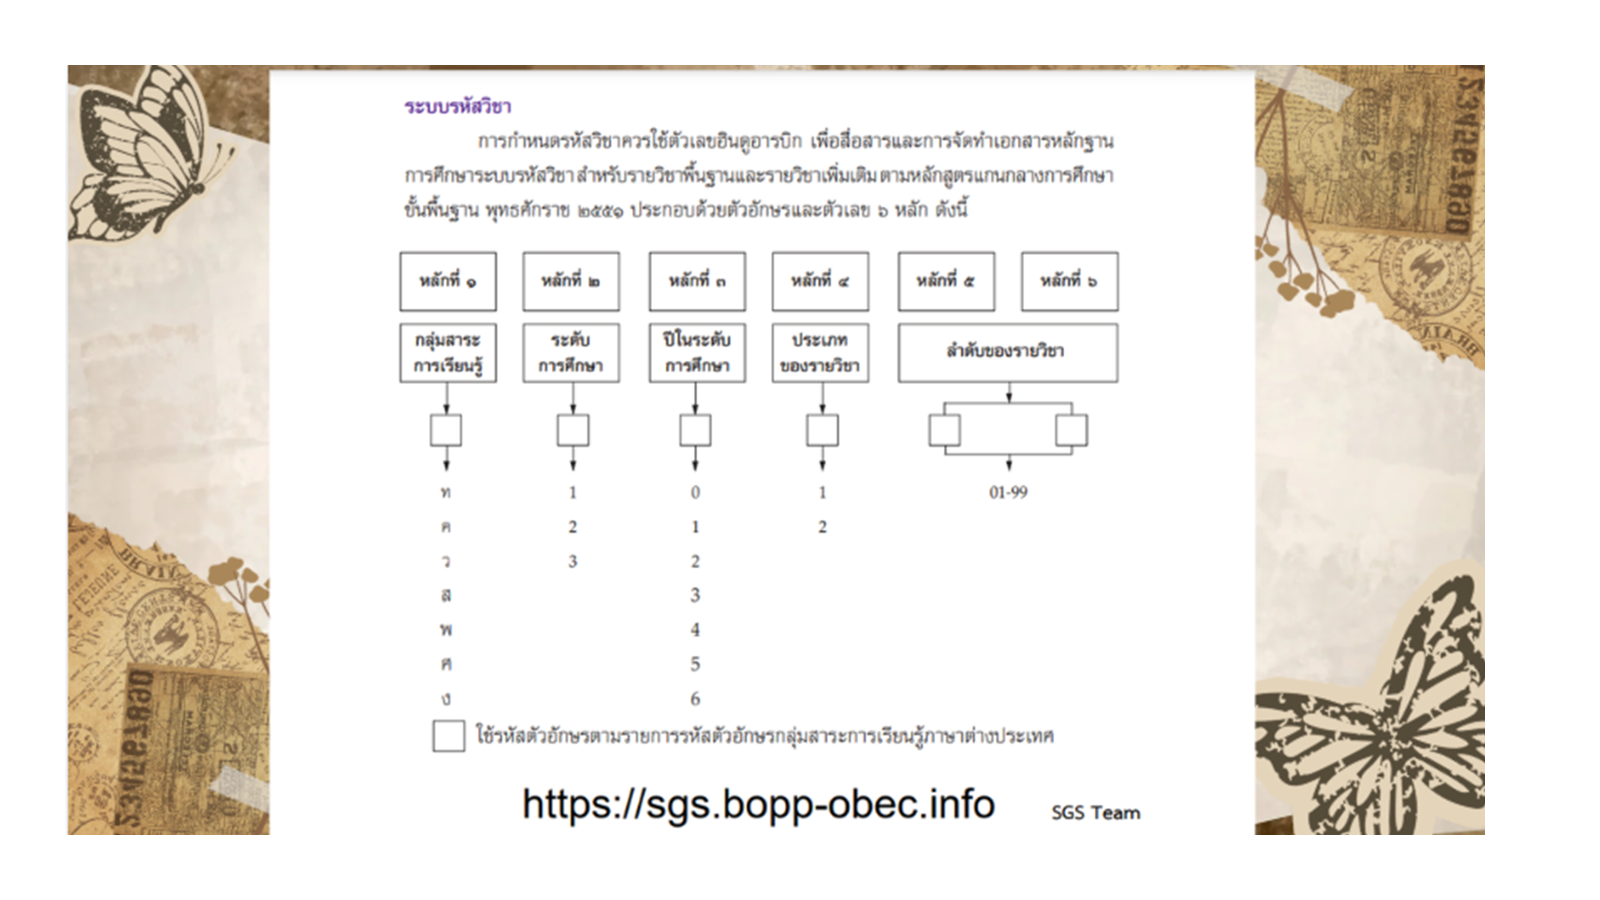 ระบบรหัสวิชา
การกำหนดรหัสวิชาควรใช้ตัวเลขฮินดูอารบิก เพื่อสื่อสารและการจัดทำเอกสารหลักฐาน
การศึกษาระบบรหัสวิชา สำหรับรายวิชาพื้นฐานและรายวิชาเพิ่มเติม ตามหลักสูตรแกนกลางการศึกษา
ขั้นพื้นฐาน พุทธศักราช ๒๕๕๑ ประกอบด้วยตัวอักษรและตัวเลข ๖ หลัก ดังนี้
หลักที่ ๑ หลักที่ ๒ หลักที่ ๓ หลักที่ ๔ หลักที่ ๕ หลักที่ ๖
กลุ่มสาระ ระดับ ปีในระดับ ประเภท ลำดับของรายวิชา
การเรียนรู้ การศึกษา การศึกษา ของรายวิชา
ท 1 0 1 01-99
ค 2 1 2
ว 3 2
ส 3
พ 4
ศ 5
ง 6
ใช้รหัสตัวอักษรตามรายการรหัสตัวอักษรกลุ่มสาระการเรียนรู้ภาษาต่างประเทศ
https://sgs.bopp-obec.info SGS Team